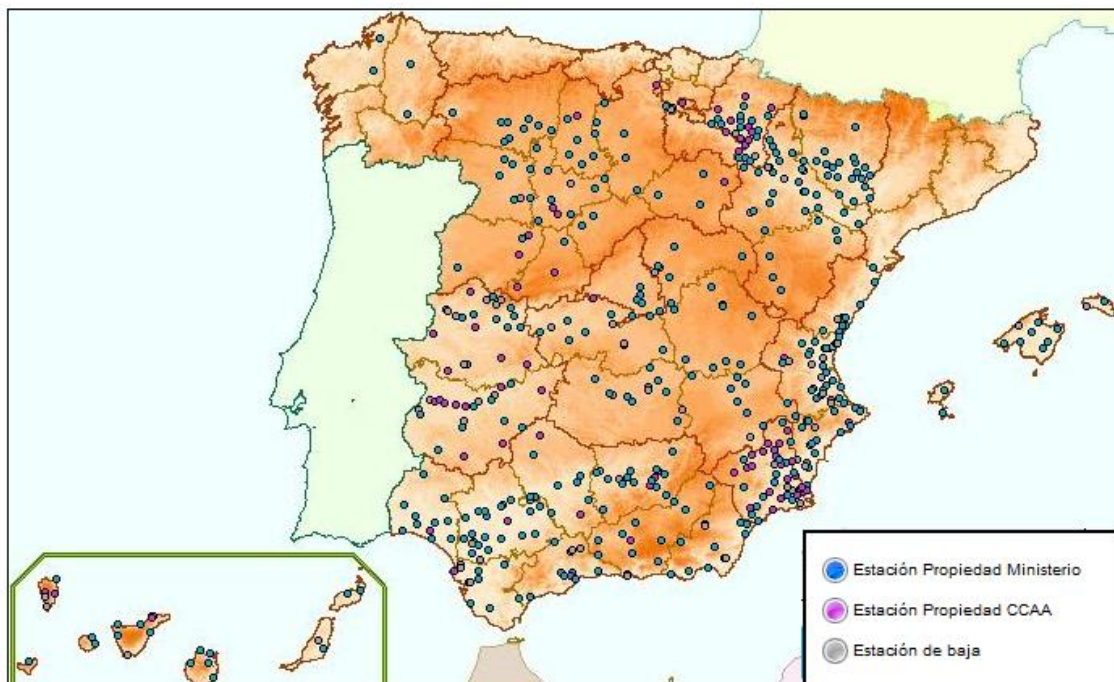 Estación Propiedad Ministerio
Estación Propiedad CCAA
Estación de baja